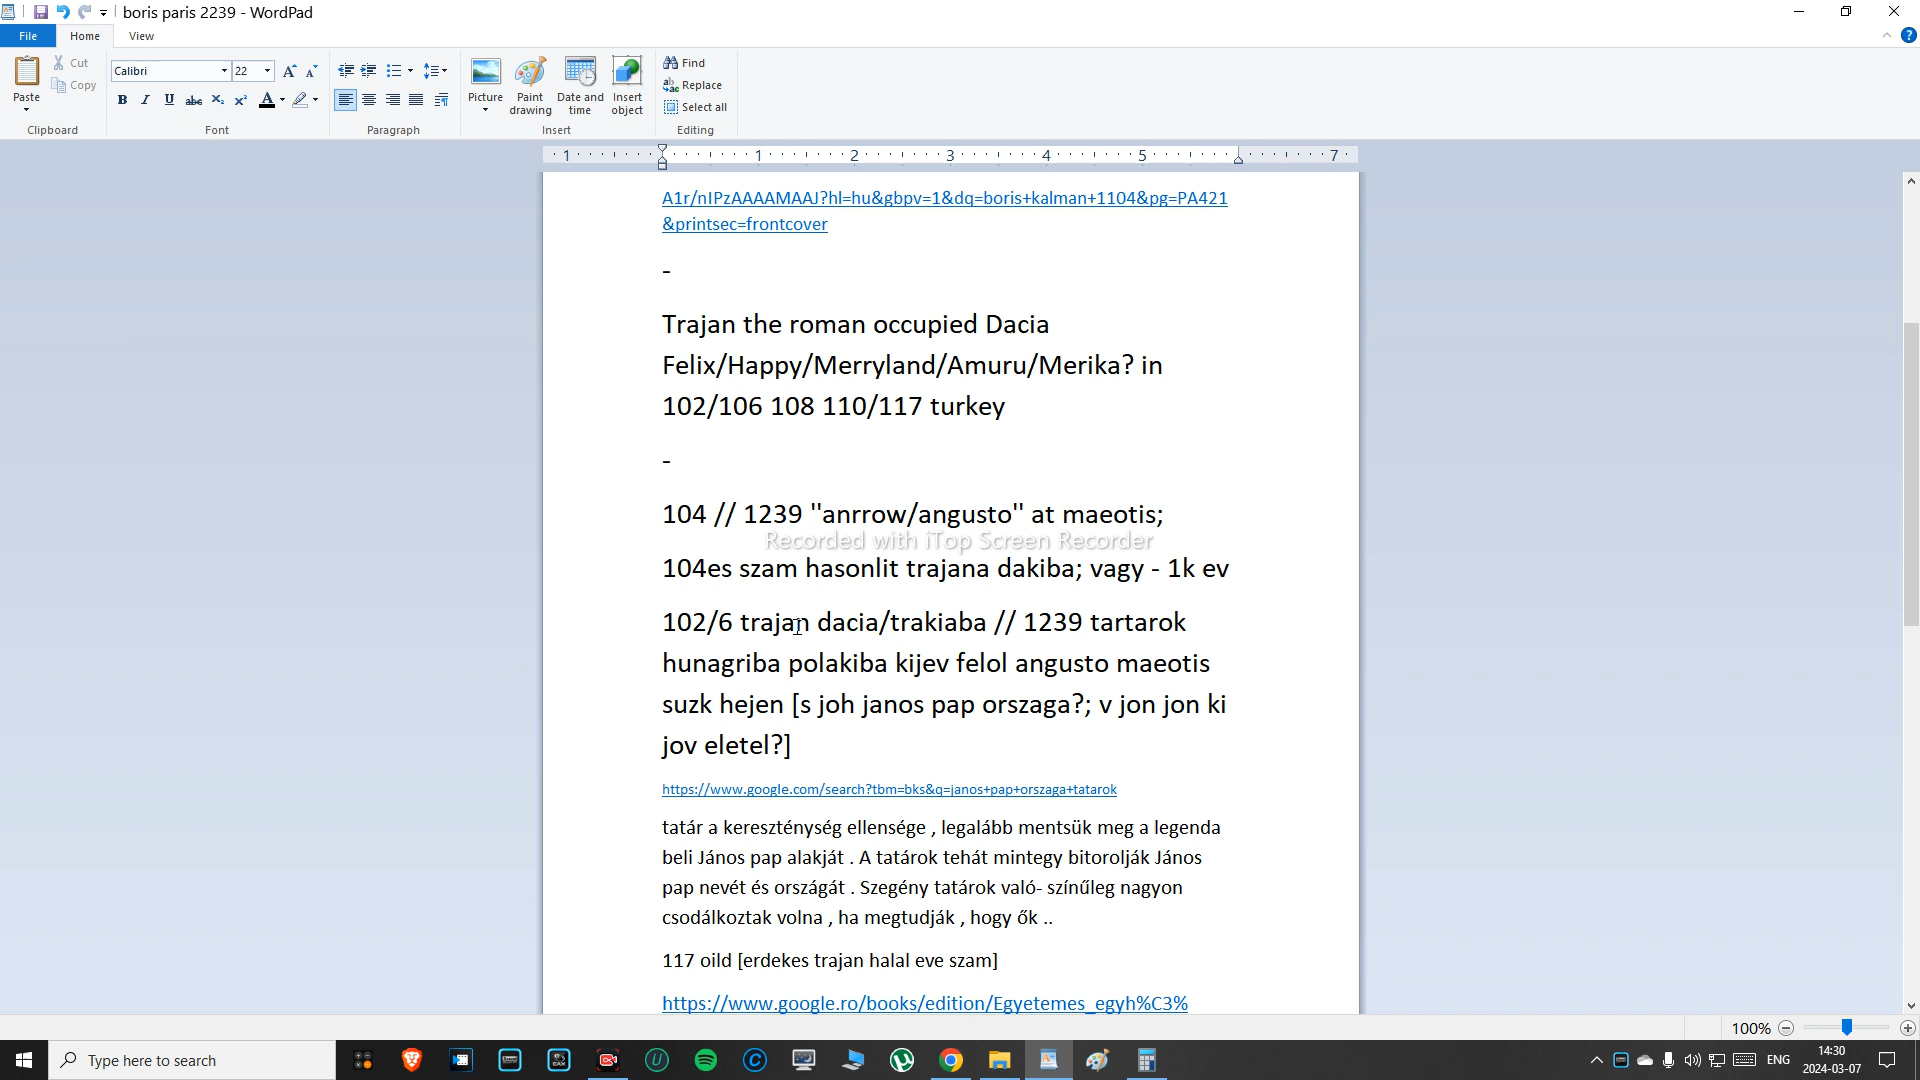 boris paris 2239 - WordPad
File Home View
Paste Cut Copy Clipboard
Calibri 22 Font
Paragraph
Picture Paint drawing Date and time Insert object Insert
Find Replace Select all Editing
1 1 2 3 4 5 7
A1r/nIPzAAAAMAAJ?hl=hu&gbpv=1&dq=boris+kalman+1104&pg=PA421
&printsec=frontcover
-
Trajan the roman occupied Dacia
Felix/Happy/Merryland/Amuru/Merika? in
102/106 108 110/117 turkey
-
104 // 1239 "anrrow/angusto" at maeotis;
Recorded with iTop Screen Recorder
104es szam hasonlit trajana dakiba; vagy - 1k ev
102/6 trajan dacia/trakiaba // 1239 tartarok
hunagriba polakiba kijev felol angusto maeotis
suzk hejen [s joh janos pap orszaga?; v jon jon ki
jov eletel?]
https://www.google.com/search?tbm=bks&q=janos+pap+orszaga+tatarok
tatár a kereszténység ellensége , legalább mentsük meg a legenda
beli János pap alakját . A tatárok tehát mintegy bitorolják János
pap nevét és országát . Szegény tatárok való- színűleg nagyon
csodálkoztak volna , ha megtudják , hogy ők ..
117 oild [erdekes trajan halal eve szam]
https://www.google.ro/books/edition/Egyetemes_egyh%C3%
100%
Type here to search
ENG
14:30
2024-03-07